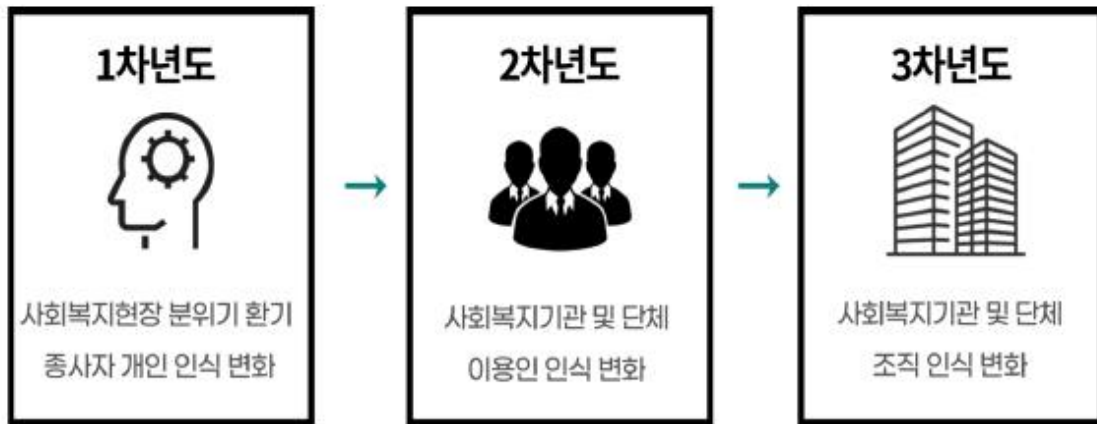 1차년도
사회복지현장 분위기 환기
종사자 개인 인식 변화
2차년도
사회복지기관 및 단체
이용인 인식 변화
3차년도
사회복지기관 및 단체
조직 인식 변화